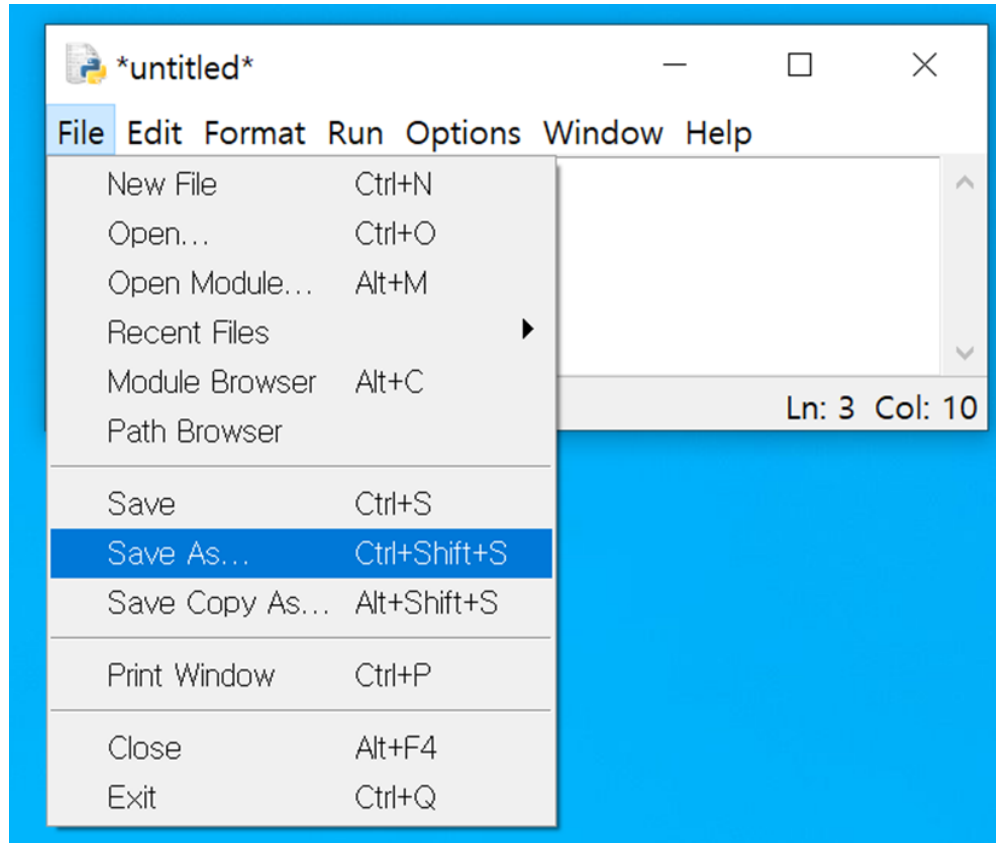 *untitled*
File Edit Format Run Options Window Help
New File Ctrl+N
Open... Ctrl+O
Open Module... Alt+M
Recent Files
Module Browser Alt+C
Path Browser
Ln: 3 Col: 10
Save Ctrl+S
Save As... Ctrl+Shift+S
Save Copy As... Alt+Shift+S
Print Window Ctrl+P
Close Alt+F4
Exit Ctrl+Q